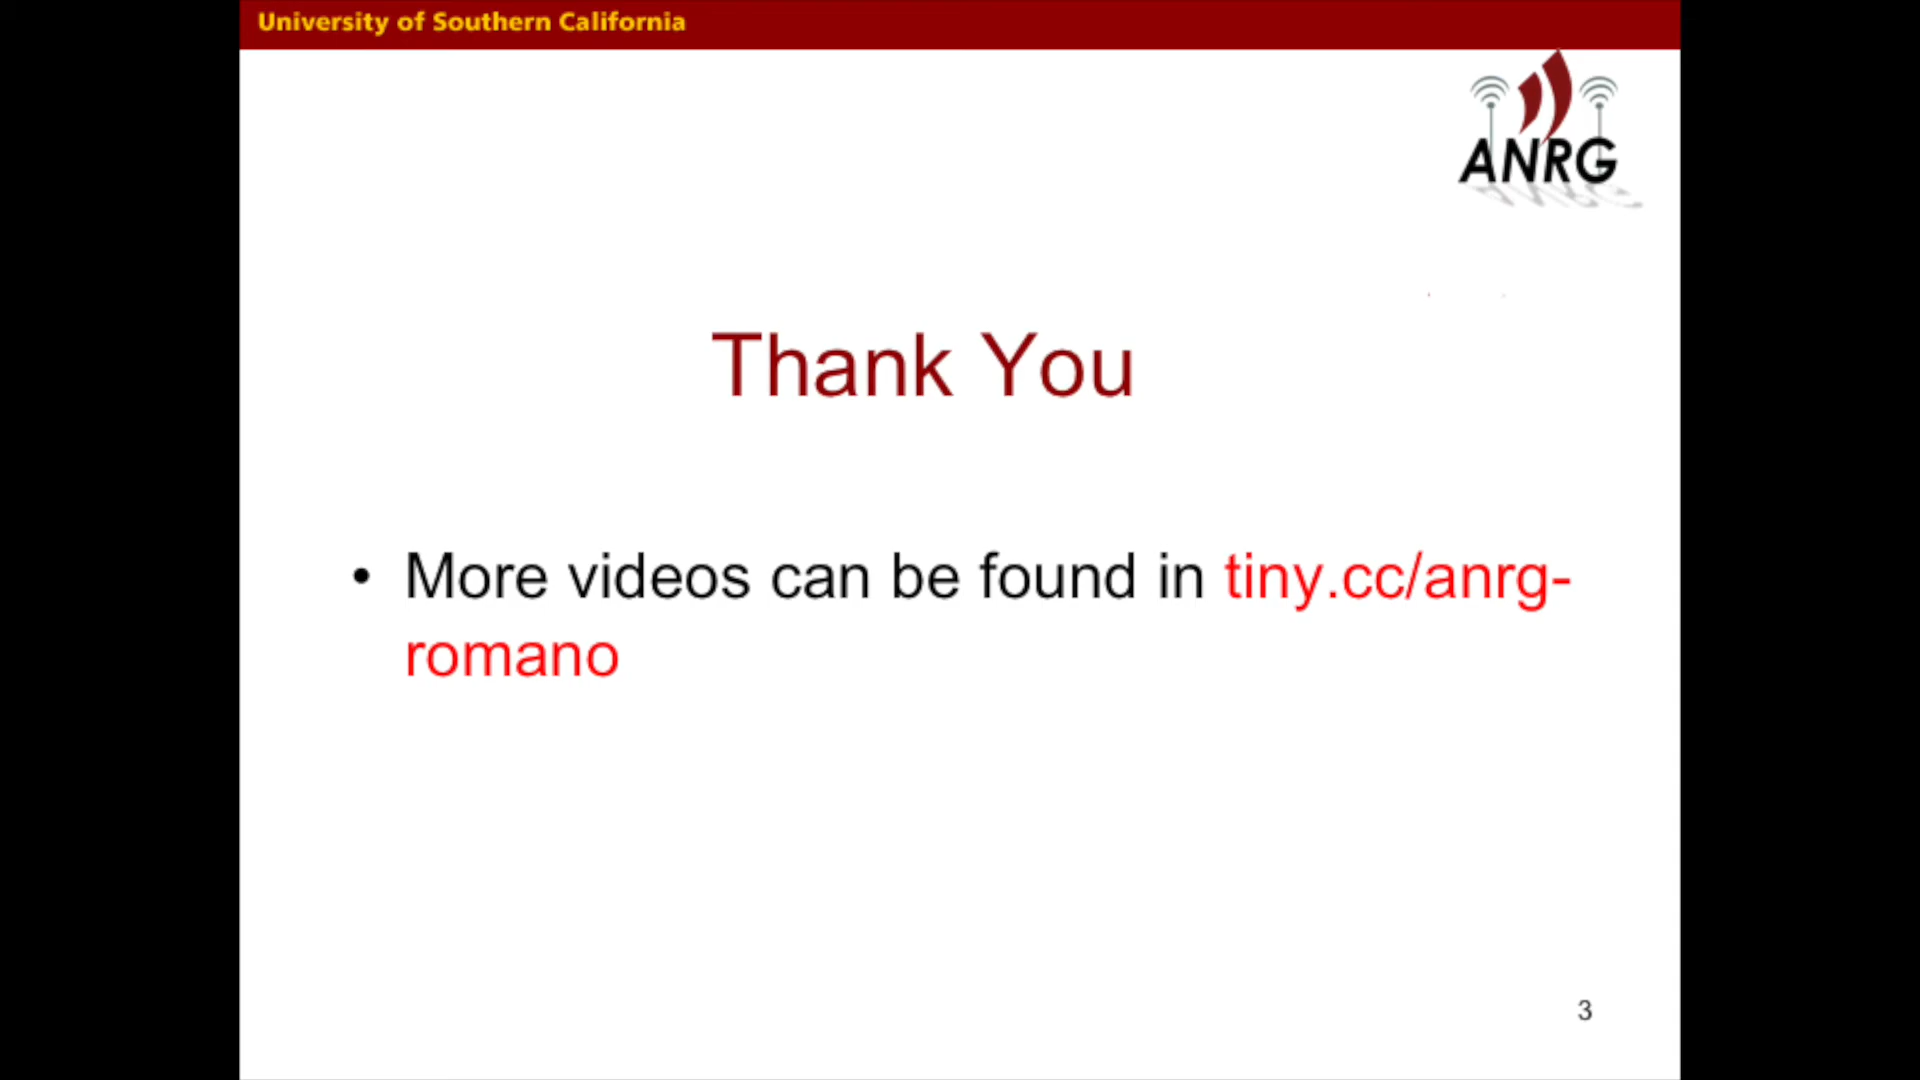 University of Southern California
ANRG
Thank You
• More videos can be found in tiny.cc/anrg-
romano
3